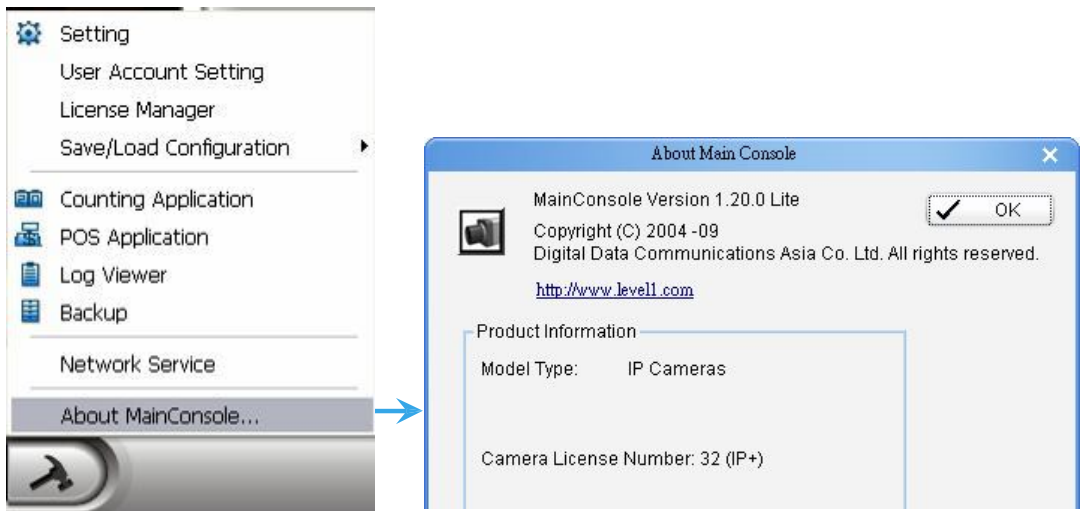 Setting
User Account Setting
License Manager
Save/Load Configuration
Counting Application
POS Application
Log Viewer
Backup
Network Service
About MainConsole...
About Main Console
MainConsole Version 1.20.0 Lite
OK
Copyright (C) 2004 -09
Digital Data Communications Asia Co. Ltd. All rights reserved.
http://www.level1.com
Product Information
Model Type: IP Cameras
Camera License Number: 32 (IP+)